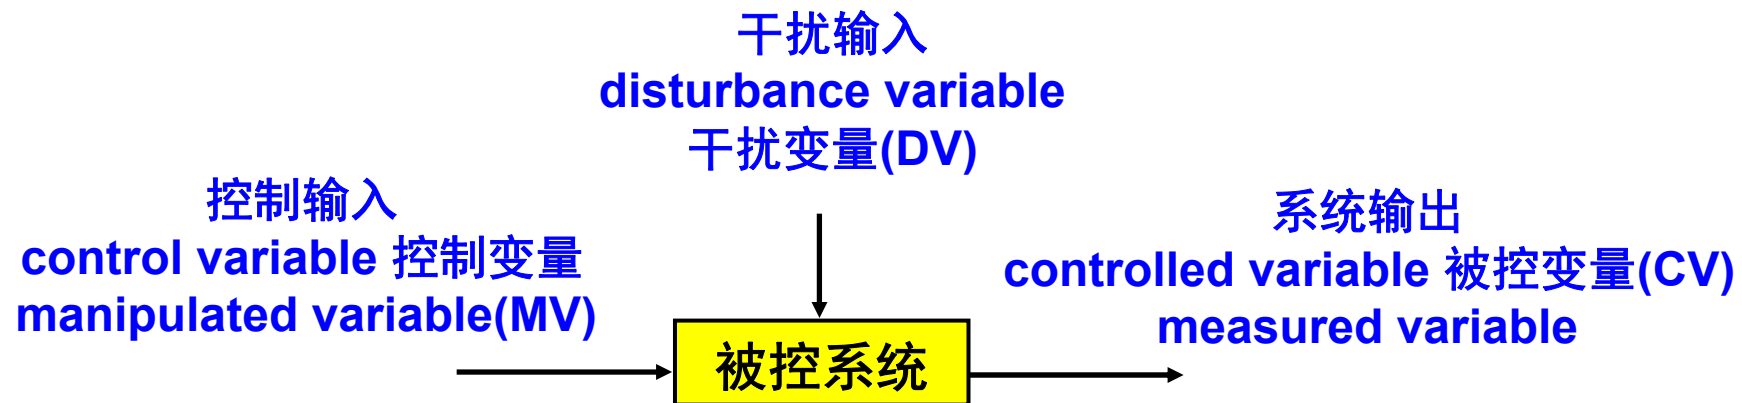 干扰输入
disturbance variable
干扰变量(DV)
控制输入
control variable 控制变量
manipulated variable(MV)
系统输出
controlled variable 被控变量(CV)
measured variable
被控系统